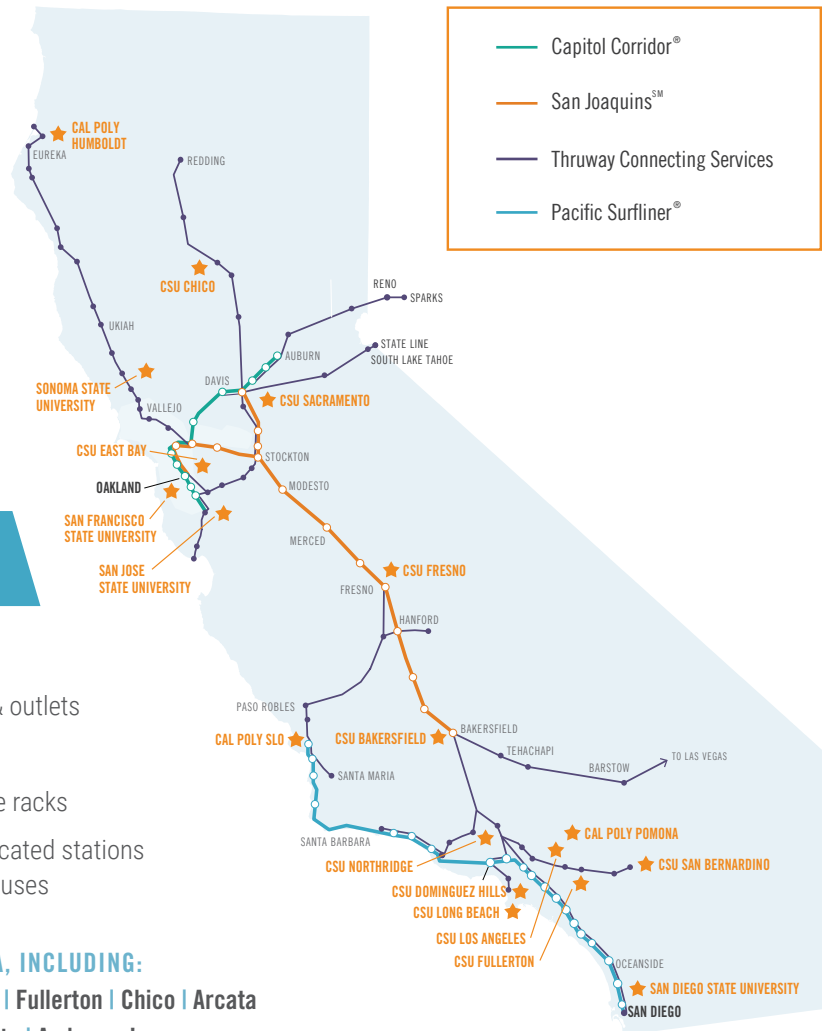 Capitol Corridor®
San Joaquins℠
Thruway Connecting Services
Pacific Surfliner®
CAL POLY
HUMBOLDT
EUREKA
REDDING
CSU CHICO
RENO
SPARKS
UKIAH
STATE LINE
SOUTH LAKE TAHOE
AUBURN
DAVIS
SONOMA STATE
UNIVERSITY
CSU SACRAMENTO
VALLEJO
CSU EAST BAY
STOCKTON
OAKLAND
MODESTO
SAN FRANCISCO
STATE UNIVERSITY
MERCED
SAN JOSE
STATE UNIVERSITY
CSU FRESNO
FRESNO
HANFORD
outlets
PASO ROBLES
CAL POLY SLO
CSU BAKERSFIELD
BAKERSFIELD
TEHACHAPI
TO LAS VEGAS
BARSTOW
SANTA MARIA
racks
SANTA BARBARA
CAL POLY POMONA
stations
CSU NORTHRIDGE
CSU SAN BERNARDINO
CSU DOMINGUEZ HILLS
CSU LONG BEACH
CSU LOS ANGELES
CSU FULLERTON
, INCLUDING:
OCEANSIDE
| Fullerton | Chico | Arcata
SAN DIEGO STATE UNIVERSITY
SAN DIEGO